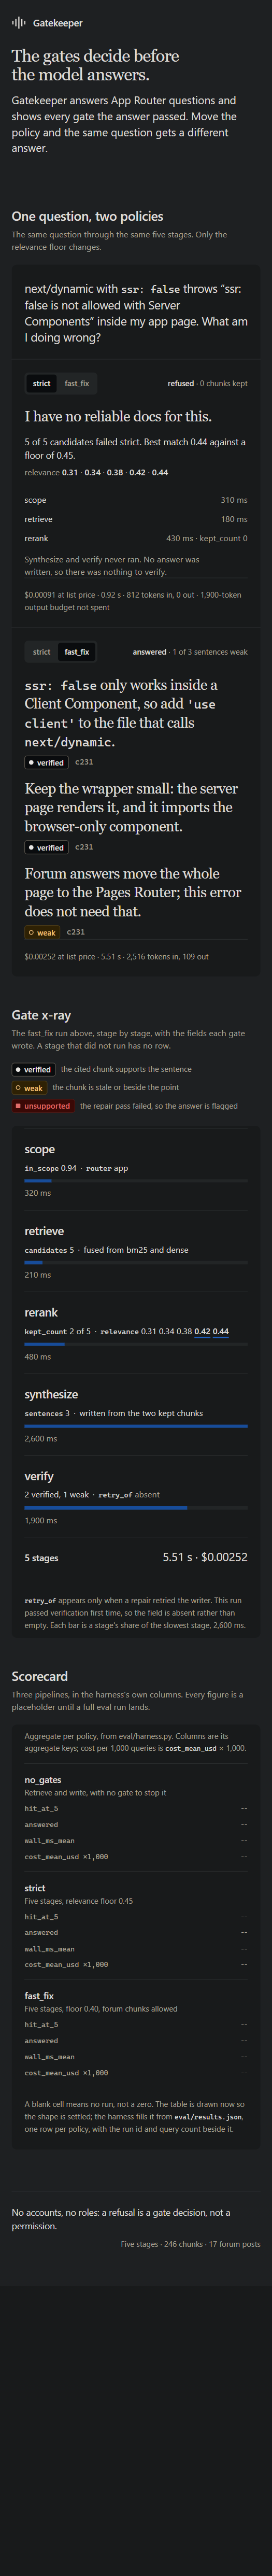 Gatekeeper
The gates decide before
the model answers.
Gatekeeper answers App Router questions and
shows every gate the answer passed. Move the
policy and the same question gets a different
answer.
One question, two policies
The same question through the same five stages. Only the
relevance floor changes.
next/dynamic with ssr: false throws “ssr:
false is not allowed with Server
Components” inside my app page. What am
I doing wrong?
strict fast_fix refused · 0 chunks kept
I have no reliable docs for this.
5 of 5 candidates failed strict. Best match 0.44 against a
floor of 0.45.
relevance 0.31 · 0.34 · 0.38 · 0.42 · 0.44
scope 310 ms
retrieve 180 ms
rerank 430 ms · kept_count 0
Synthesize and verify never ran. No answer was
written, so there was nothing to verify.
$0.00091 at list price · 0.92 s · 812 tokens in, 0 out · 1,900-token
output budget not spent
strict fast_fix answered · 1 of 3 sentences weak
ssr: false only works inside a
Client Component, so add 'use
client' to the file that calls
next/dynamic.
verified c231
Keep the wrapper small: the server
page renders it, and it imports the
browser-only component.
verified c231
Forum answers move the whole
page to the Pages Router; this error
does not need that.
weak c231
$0.00252 at list price · 5.51 s · 2,516 tokens in, 109 out
Gate x-ray
The fast_fix run above, stage by stage, with the fields each gate
wrote. A stage that did not run has no row.
verified the cited chunk supports the sentence
weak the chunk is stale or beside the point
unsupported the repair pass failed, so the answer is flagged
scope
in_scope 0.94 · router app
320 ms
retrieve
candidates 5 · fused from bm25 and dense
210 ms
rerank
kept_count 2 of 5 · relevance 0.31 0.34 0.38 0.42 0.44
480 ms
synthesize
sentences 3 · written from the two kept chunks
2,600 ms
verify
2 verified, 1 weak · retry_of absent
1,900 ms
5 stages 5.51 s · $0.00252
retry_of appears only when a repair retried the writer. This run
passed verification first time, so the field is absent rather than
empty. Each bar is a stage's share of the slowest stage, 2,600 ms.
Scorecard
Three pipelines, in the harness's own columns. Every figure is a
placeholder until a full eval run lands.
Aggregate per policy, from eval/harness.py. Columns are its
aggregate keys; cost per 1,000 queries is cost_mean_usd × 1,000.
no_gates
Retrieve and write, with no gate to stop it
hit_at_5 --
answered --
wall_ms_mean --
cost_mean_usd ×1,000 --
strict
Five stages, relevance floor 0.45
hit_at_5 --
answered --
wall_ms_mean --
cost_mean_usd ×1,000 --
fast_fix
Five stages, floor 0.40, forum chunks allowed
hit_at_5 --
answered --
wall_ms_mean --
cost_mean_usd ×1,000 --
A blank cell means no run, not a zero. The table is drawn now so
the shape is settled; the harness fills it from eval/results.json,
one row per policy, with the run id and query count beside it.
No accounts, no roles: a refusal is a gate decision, not a
permission.
Five stages · 246 chunks · 17 forum posts